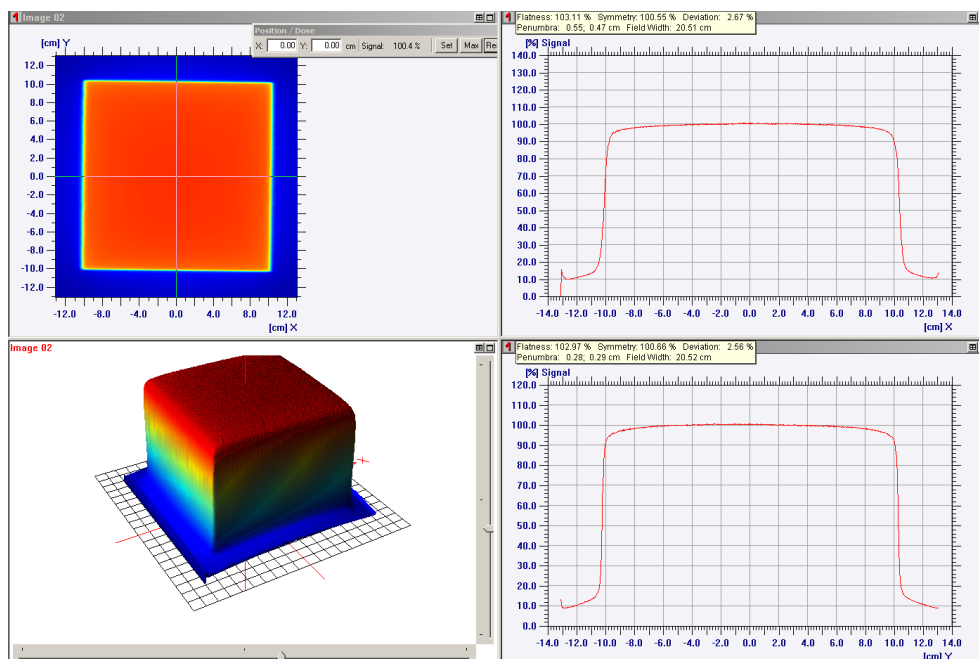 Image 02
Position / Dose
X: 0.00 Y: 0.00 cm Signal: 100.4 % Set Max Res
[cm] Y
12.0
10.0
8.0
6.0
4.0
2.0
0.0
-2.0
-4.0
-6.0
-8.0
-10.0
-12.0
-12.0 -8.0 -4.0 0.0 4.0 8.0 12.0
[cm] X
Flatness: 103.11 % Symmetry: 100.55 % Deviation: 2.67 %
Penumbra: 0.55; 0.47 cm Field Width: 20.51 cm
[%] Signal
140.0
130.0
120.0
110.0
100.0
90.0
80.0
70.0
60.0
50.0
40.0
30.0
20.0
10.0
0.0
-14.0 -12.0 -10.0 -8.0 -6.0 -4.0 -2.0 0.0 2.0 4.0 6.0 8.0 10.0 12.0 14.0
[cm] X
Image 02
Flatness: 102.97 % Symmetry: 100.66 % Deviation: 2.56 %
Penumbra: 0.28; 0.29 cm Field Width: 20.52 cm
[%] Signal
120.0
110.0
100.0
90.0
80.0
70.0
60.0
50.0
40.0
30.0
20.0
10.0
0.0
-14.0 -12.0 -10.0 -8.0 -6.0 -4.0 -2.0 0.0 2.0 4.0 6.0 8.0 10.0 12.0 14.0
[cm] Y